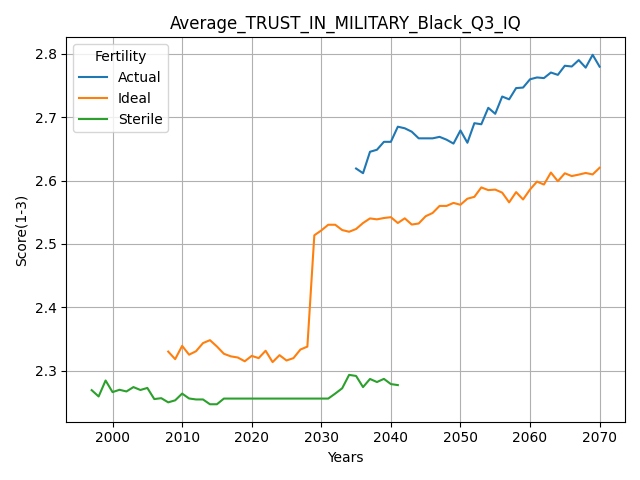 Average_TRUST_IN_MILITARY_Black_Q3_IQ
Fertility
Actual
Ideal
Sterile
Score(1-3)
2.8
2.7
2.6
2.5
2.4
2.3
2000 2010 2020 2030 2040 2050 2060 2070
Years